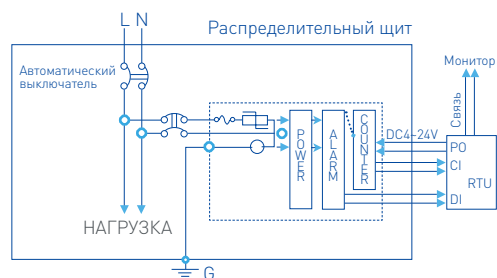 L N
Распределительный щит
Монитор
Автоматический
выключатель
Связь
POWER
ALARM
COUNTER
DC4~24V
PO
CI
RTU
DI
НАГРУЗКА
G